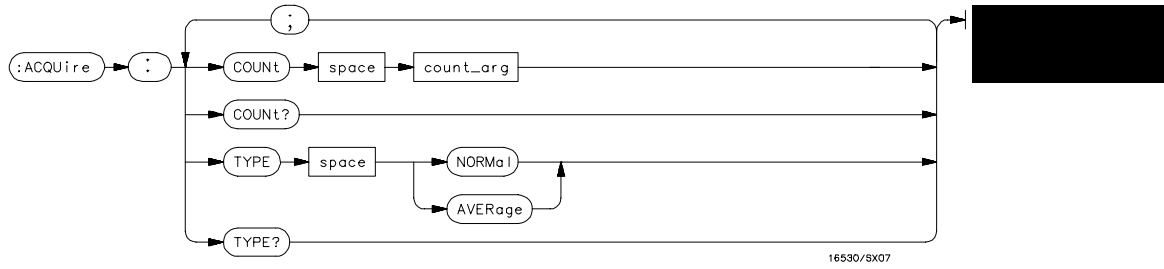 ;
:ACQUire : COUNt space count_arg
COUNt?
TYPE space NORMal
AVERage
TYPE?
16530/SX07